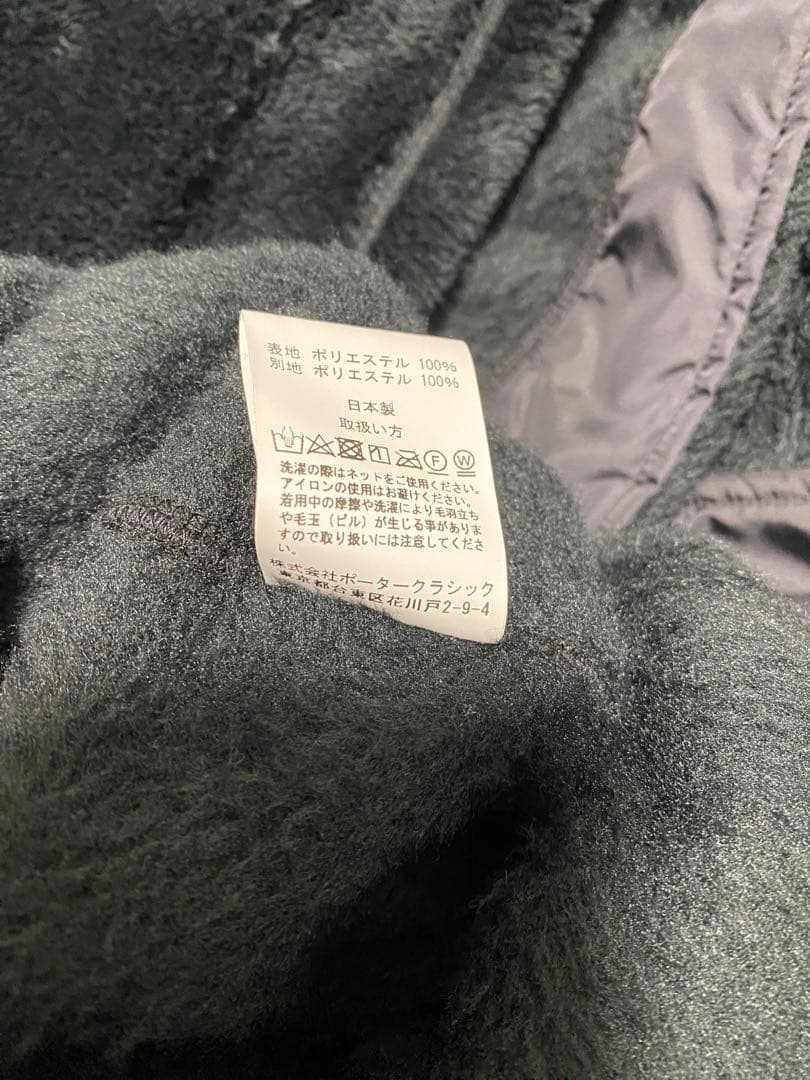 表地 ポリエステル 100%
別地 ポリエステル 100%
日本製
取扱い方
F W
洗濯の際はネットをご使用ください。
アイロンの使用はお避けください。
着用中の摩擦や洗濯により毛羽立ち
や毛玉（ピル）が生じる事がありま
すので取り扱いには注意してくださ
い。
株式会社ポータークラシック
東京都台東区花川戸2-9-4